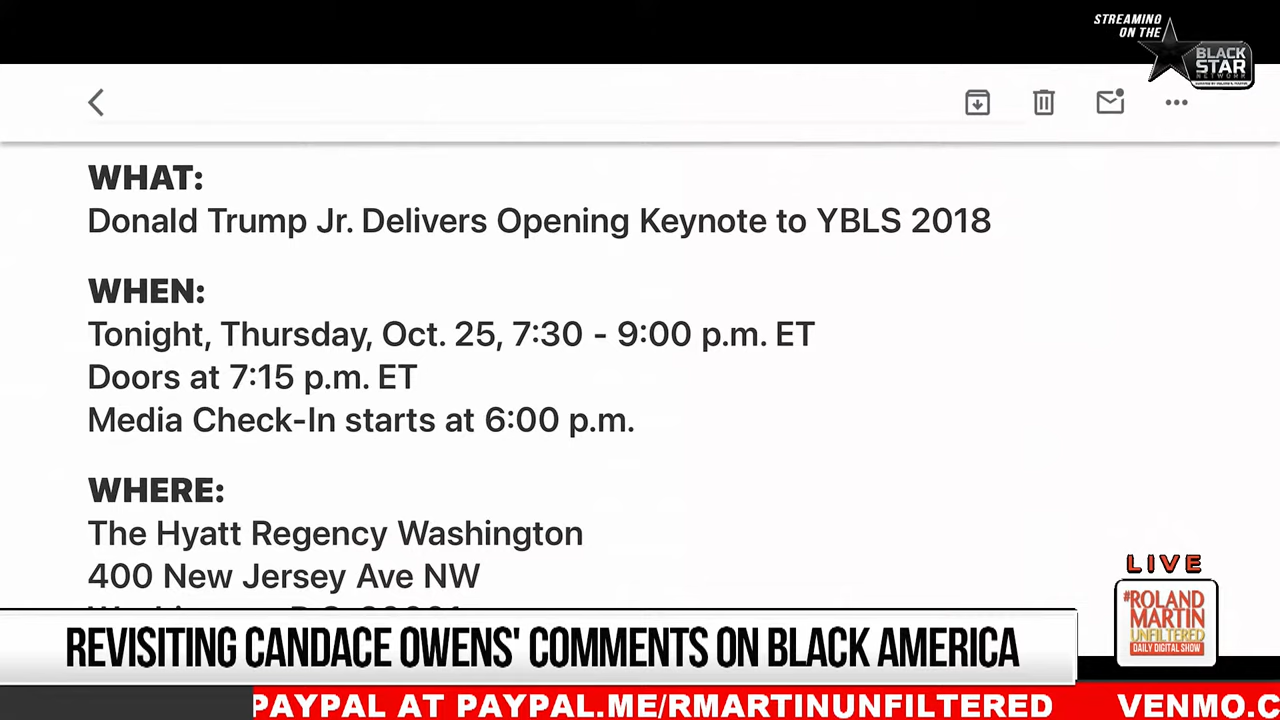 STREAMING
ON THE
BLACK
STAR
NETWORK
WHAT:
Donald Trump Jr. Delivers Opening Keynote to YBLS 2018
WHEN:
Tonight, Thursday, Oct. 25, 7:30 - 9:00 p.m. ET
Doors at 7:15 p.m. ET
Media Check-In starts at 6:00 p.m.
WHERE:
The Hyatt Regency Washington
400 New Jersey Ave NW
LIVE
#ROLAND
MARTIN
UNFILTERED
DAILY DIGITAL SHOW
REVISITING CANDACE OWENS' COMMENTS ON BLACK AMERICA
PAYPAL AT PAYPAL.ME/RMARTINUNFILTERED VENMO.C